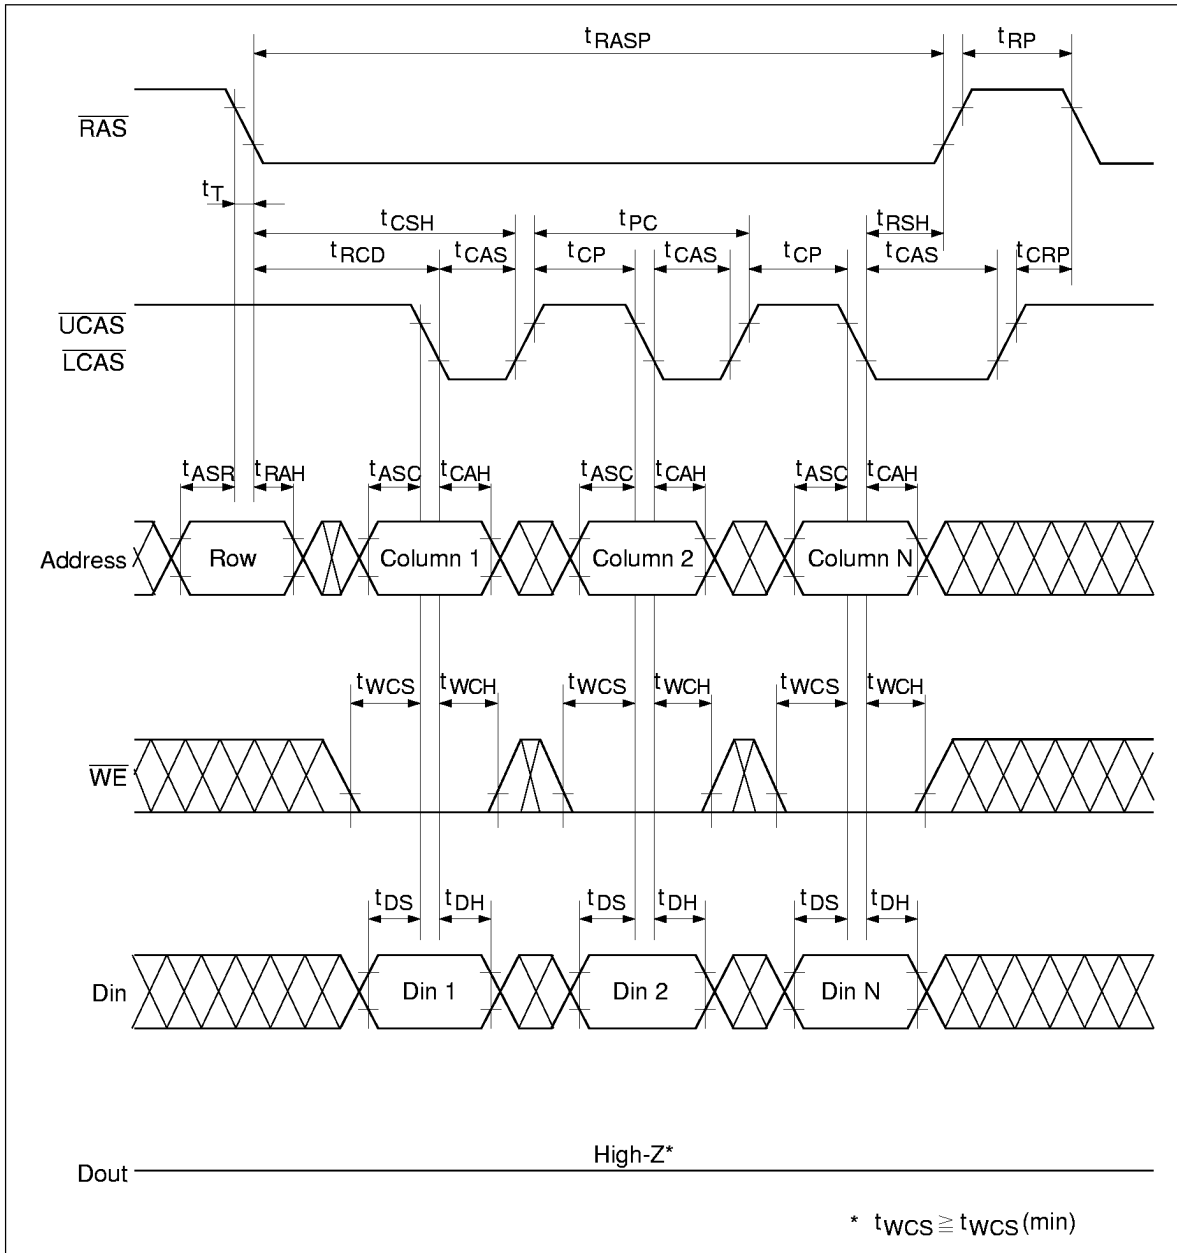 tRASP tRP
RAS
tT
tCSH tPC tRSH
tRCD tCAS tCP tCAS tCP tCAS tCRP
UCAS
LCAS
tASR tRAH tASC tCAH tASC tCAH tASC tCAH
Address Row Column 1 Column 2 Column N
tWCS tWCH tWCS tWCH tWCS tWCH
WE
tDS tDH tDS tDH tDS tDH
Din Din 1 Din 2 Din N
High-Z*
Dout
* tWCS ≧ tWCS (min)